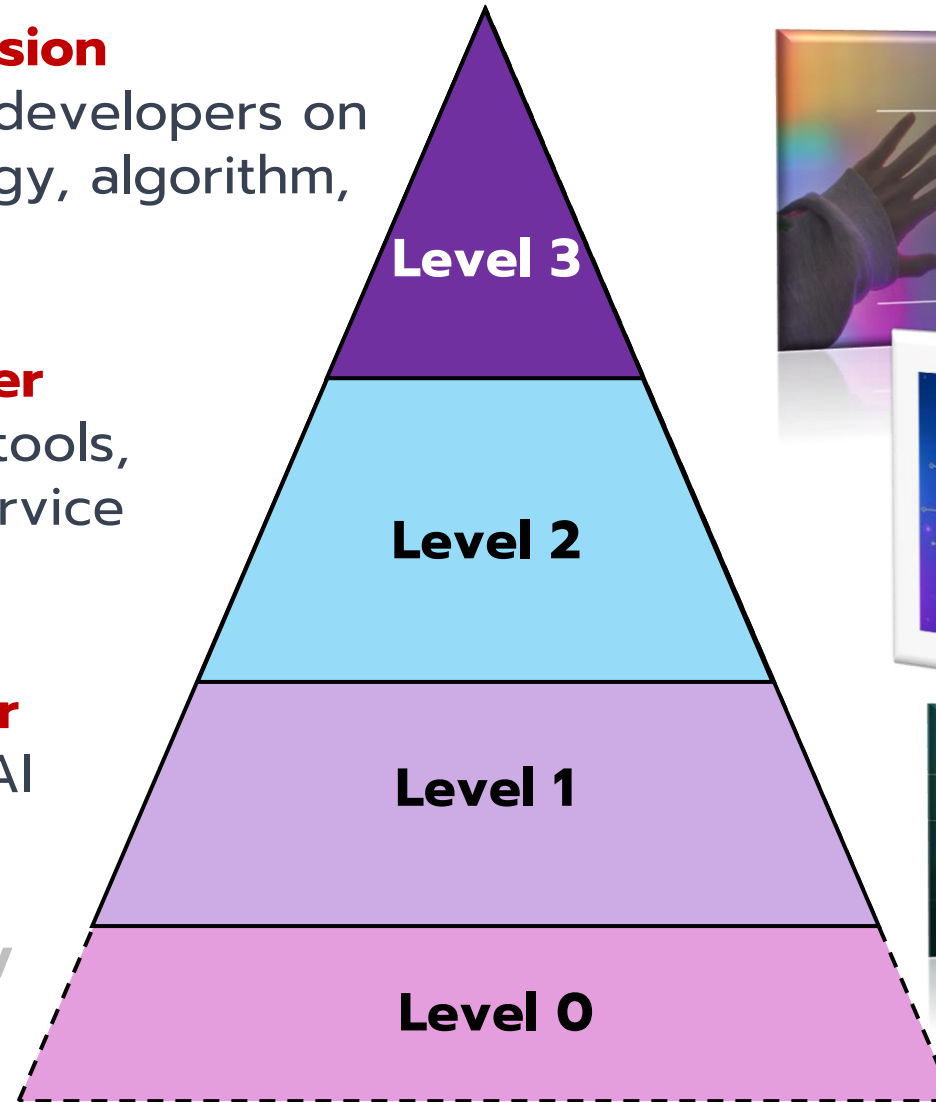 sion
developers on
gy, algorithm,
Level 3
er
tools,
rvice
Level 2
r
AI
Level 1
y
Level 0